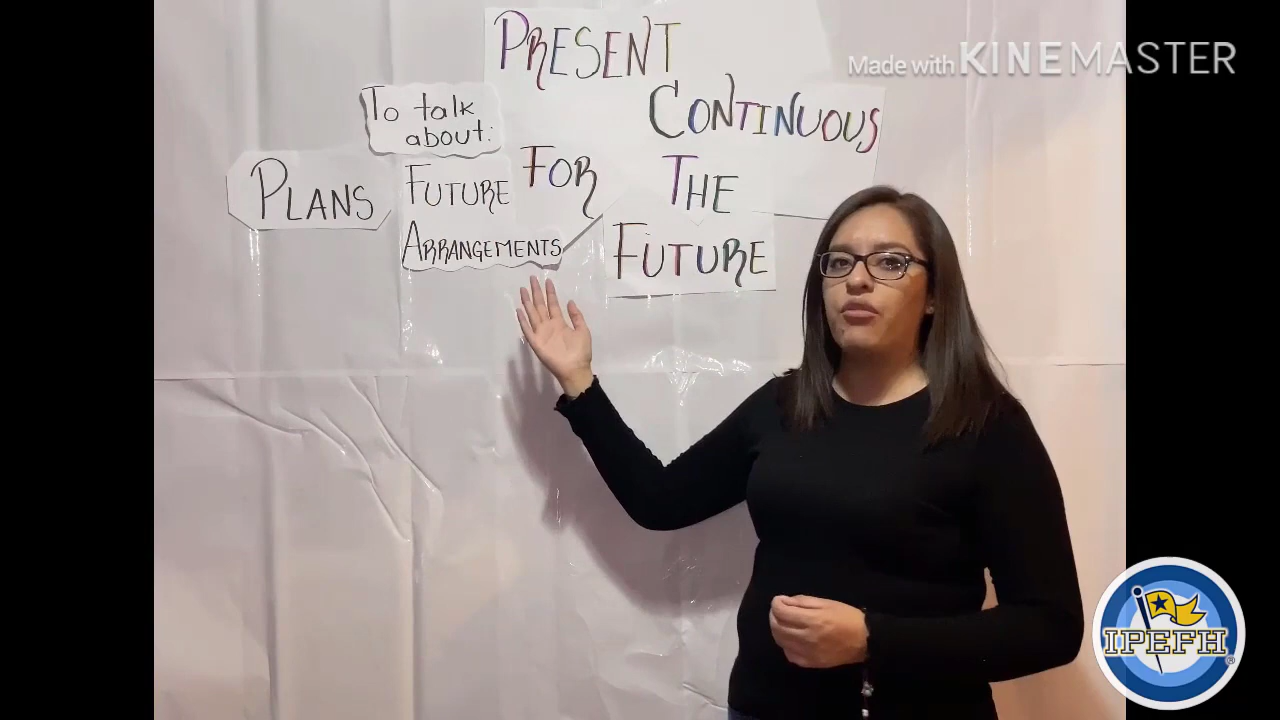 PRESENT
CONTINUOUS
FOR THE
FUTURE
To talk
about:
PLANS
FUTURE
ARRANGEMENTS
Made with KINEMASTER
IPEFH